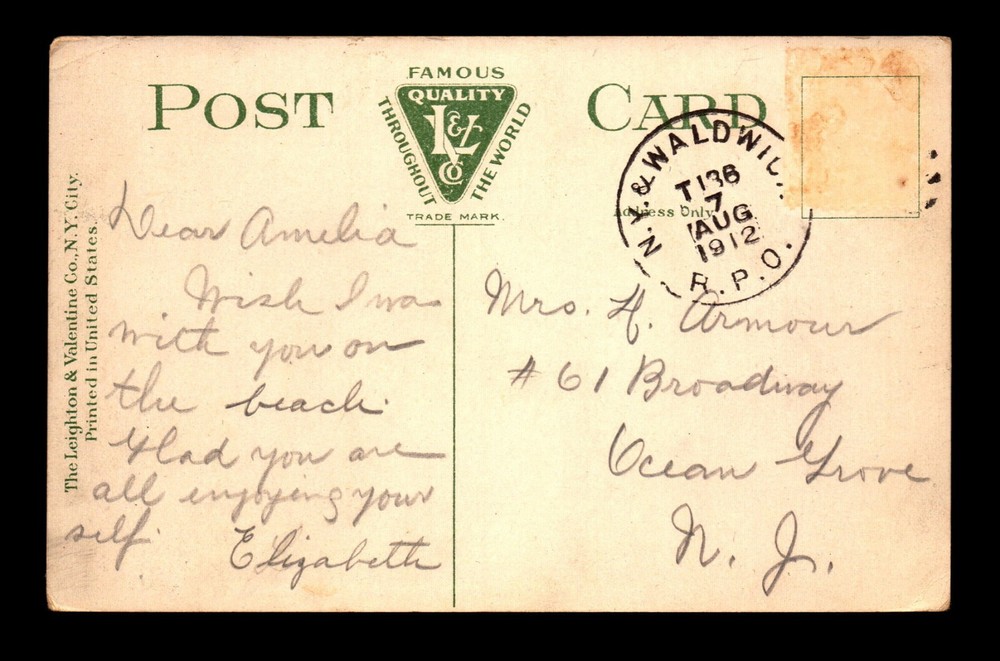 POST CARD
FAMOUS
QUALITY
THROUGHOUT
THE WORLD
L&V
Co
TRADE MARK.
Address Only
N.Y. & WALDWIC
T136
7
AUG
1912
R.P.O.
The Leighton & Valentine Co., N.Y. City.
Printed in United States.
Dear Amelia
Wish I was
with you on
the beach.
Glad you are
all enjoying your
self.
Elizabeth
Mrs. H. Armour
#61 Broadway
Ocean Grove
N. J.